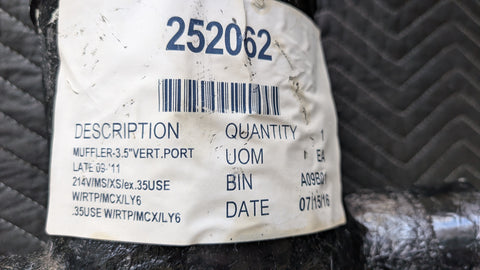 252062
DESCRIPTION QUANTITY 1
MUFFLER-3.5"VERT.PORT
LATE 09-'11
214V/MS/XS/ex.35USE
W/RTP/MCX/LY6
.35USE W/RTP/MCX/LY6
UOM EA
BIN
DATE 07/15/16